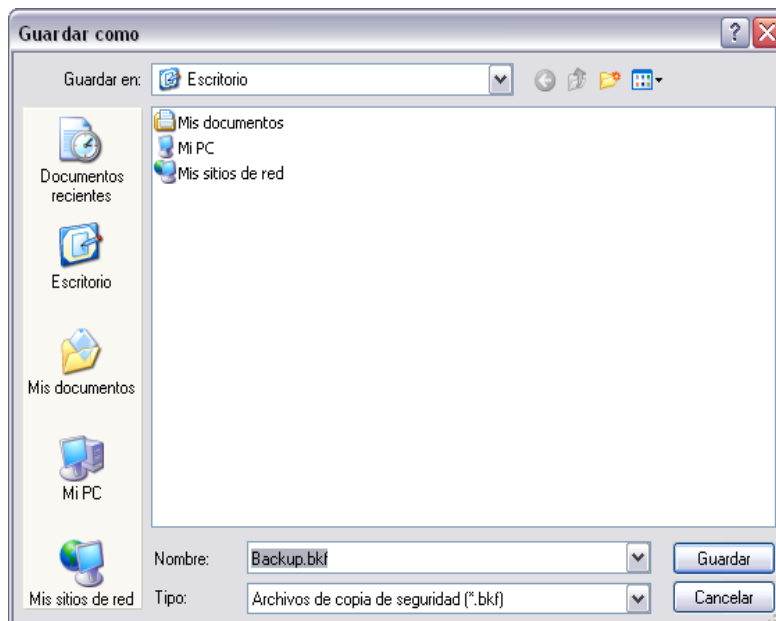 Guardar como
Guardar en: Escritorio
Mis documentos
Mi PC
Mis sitios de red
Documentos
recientes
Escritorio
Mis documentos
Mi PC
Mis sitios de red
Nombre: Backup.bkf Guardar
Tipo: Archivos de copia de seguridad (*.bkf) Cancelar